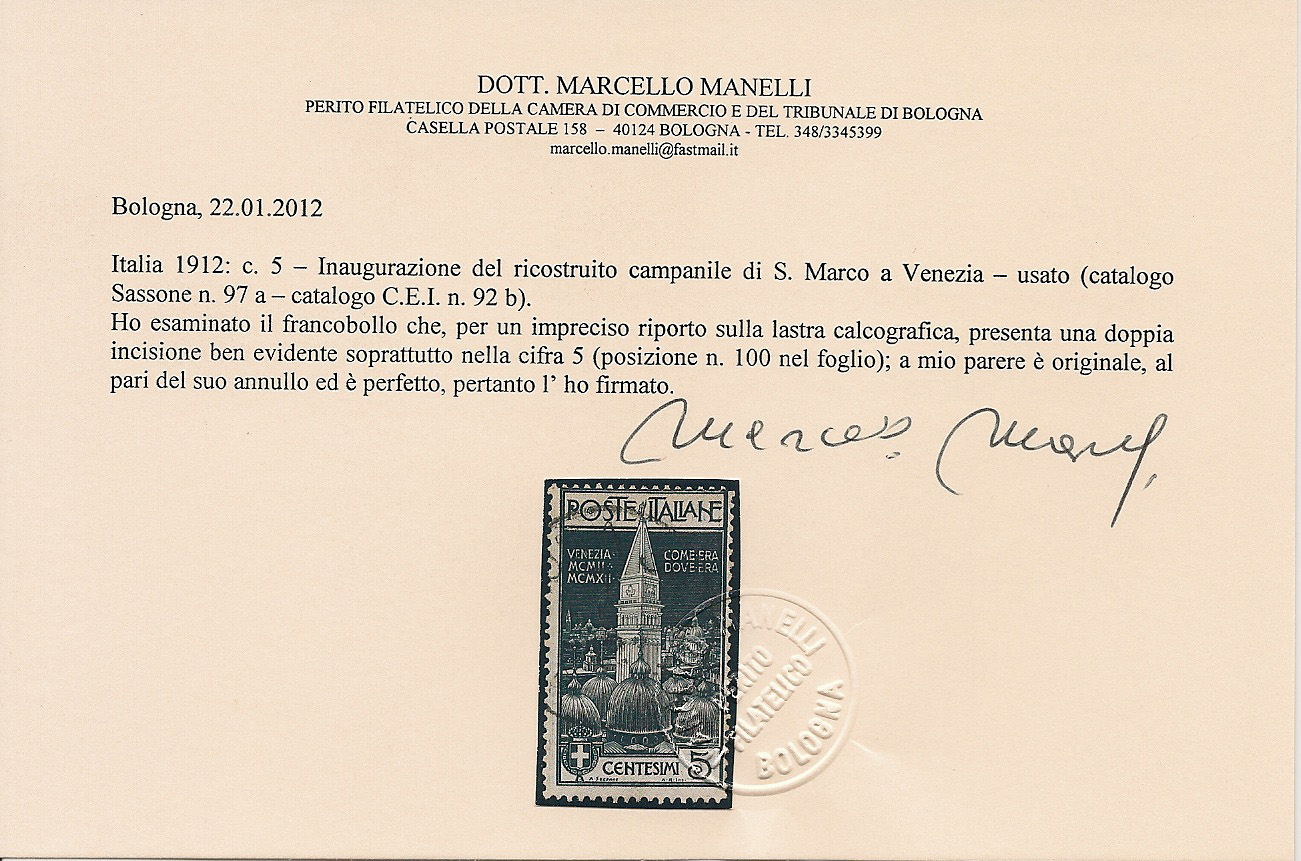 DOTT. MARCELLO MANELLI
PERITO FILATELICO DELLA CAMERA DI COMMERCIO E DEL TRIBUNALE DI BOLOGNA
CASELLA POSTALE 158 – 40124 BOLOGNA - TEL. 348/3345399
marcello.manelli@fastmail.it
Bologna, 22.01.2012
Italia 1912: c. 5 – Inaugurazione del ricostruito campanile di S. Marco a Venezia – usato (catalogo
Sassone n. 97 a – catalogo C.E.I. n. 92 b).
Ho esaminato il francobollo che, per un impreciso riporto sulla lastra calcografica, presenta una doppia
incisione ben evidente soprattutto nella cifra 5 (posizione n. 100 nel foglio); a mio parere è originale, al
pari del suo annullo ed è perfetto, pertanto l' ho firmato.
POSTE ITALIANE
VENEZIA
MCMII
MCMXII
COME·ERA
DOVE·ERA
CENTESIMI 5
MANELLI
FILATELICO
BOLOGNA